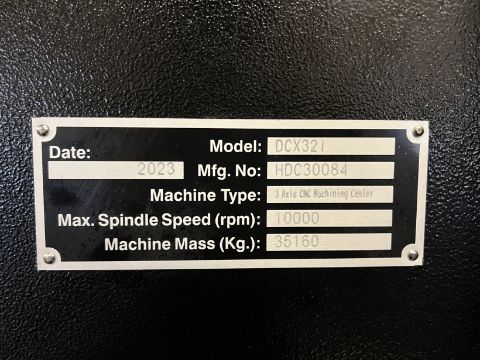 Model: DCX32i
Date: 2023
Mfg. No: HDC30084
Machine Type: 3 Axle CNC Machining Center
Max. Spindle Speed (rpm): 10000
Machine Mass (Kg.): 35160